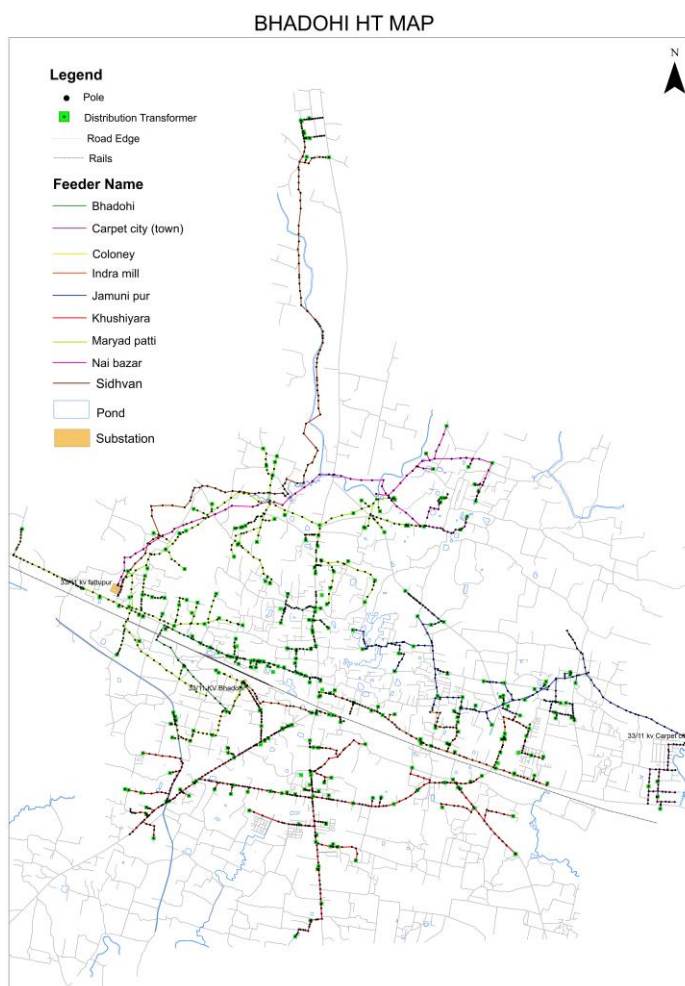 BHADOHI HT MAP
N
Legend
Pole
Distribution Transformer
Road Edge
Rails
Feeder Name
Bhadohi
Carpet city (town)
Coloney
Indra mill
Jamuni pur
Khushiyara
Maryad patti
Nai bazar
Sidhvan
Pond
Substation
33/11 kv fattupur
33/11 KV Bhadohi
33/11 kv Carpet